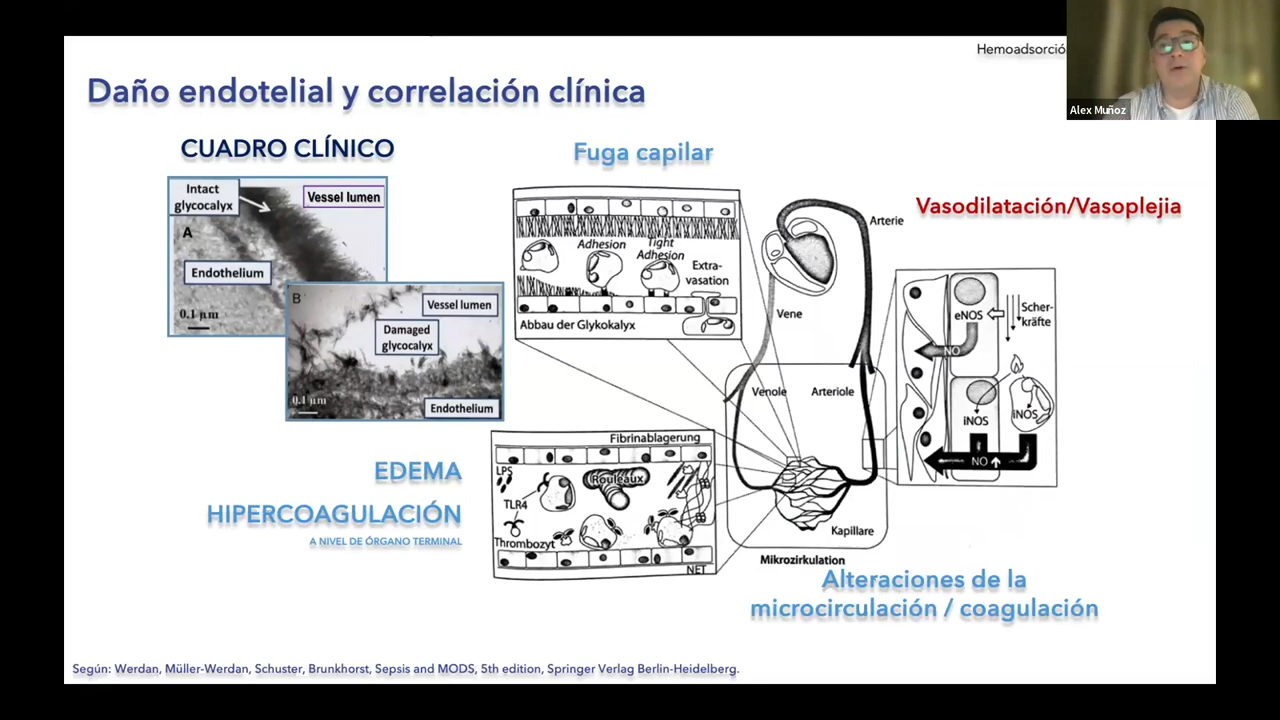 Hemoadsorció
Alex Muñoz
Daño endotelial y correlación clínica
CUADRO CLÍNICO
Intact
glycocalyx
Vessel lumen
A
Endothelium
0.1 µm
B
Vessel lumen
Damaged
glycocalyx
0.1 µm
Endothelium
EDEMA
HIPERCOAGULACIÓN
A NIVEL DE ÓRGANO TERMINAL
Fuga capilar
Adhesion
Tight
Adhesion
Extra-
vasation
Abbau der Glykokalyx
Arterie
Vene
Venole
Arteriole
Kapillare
Mikrozirkulation
Vasodilatación/Vasoplejia
eNOS
Scher-
kräfte
NO
iNOS
iNOS
NO
Fibrinablagerung
LPS
Rouleaux
TLR4
Thrombozyt
NET
Alteraciones de la
microcirculación / coagulación
Según: Werdan, Müller-Werdan, Schuster, Brunkhorst, Sepsis and MODS, 5th edition, Springer Verlag Berlin-Heidelberg.